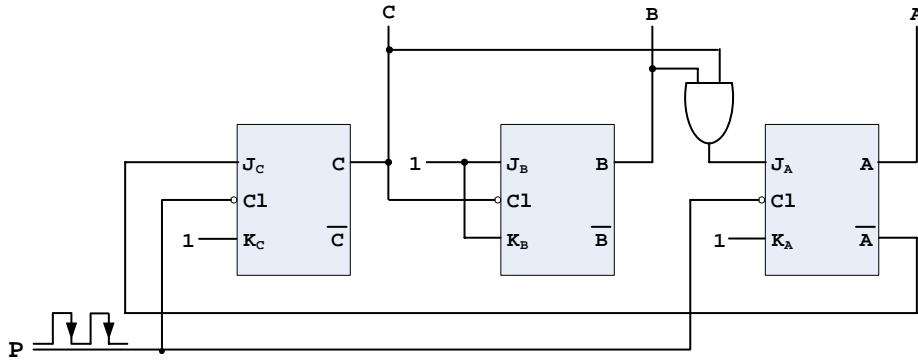 C B A
J_C C 1 J_B B J_A A
Cl Cl Cl
1 K_C C̅ K_B B̅ 1 K_A A̅
P